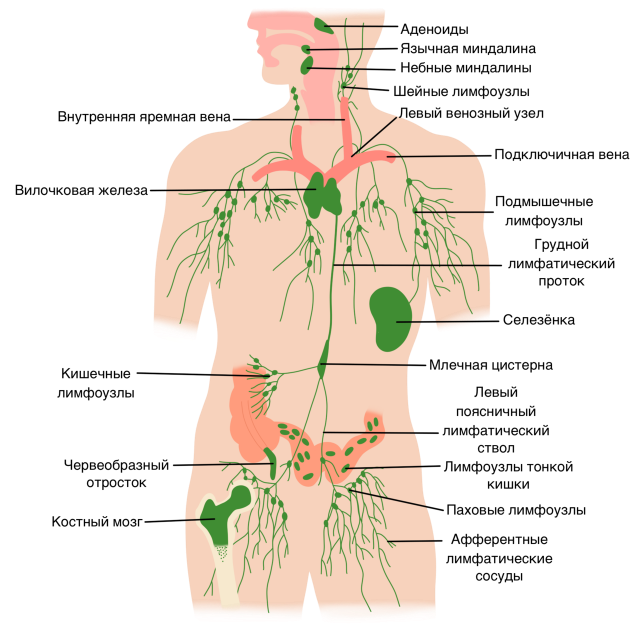 Аденоиды
Язычная миндалина
Небные миндалины
Шейные лимфоузлы
Левый венозный узел
Внутренняя яремная вена
Подключичная вена
Вилочковая железа
Подмышечные
лимфоузлы
Грудной
лимфатический
проток
Селезёнка
Млечная цистерна
Кишечные
лимфоузлы
Левый
поясничный
лимфатический
ствол
Червеобразный
отросток
Лимфоузлы тонкой
кишки
Паховые лимфоузлы
Костный мозг
Афферентные
лимфатические
сосуды